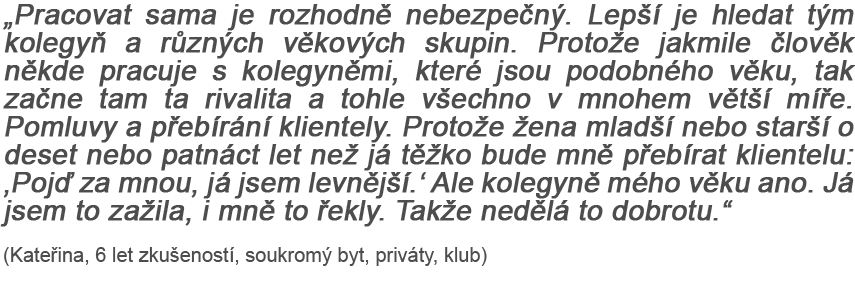 „Pracovat sama je rozhodně nebezpečný. Lepší je hledat tým
kolegyň a různých věkových skupin. Protože jakmile člověk
někde pracuje s kolegyněmi, které jsou podobného věku, tak
začne tam ta rivalita a tohle všechno v mnohem větší míře.
Pomluvy a přebírání klientely. Protože žena mladší nebo starší o
deset nebo patnáct let než já těžko bude mně přebírat klientelu:
‚Pojď za mnou, já jsem levnější.‘ Ale kolegyně mého věku ano. Já
jsem to zažila, i mně to řekly. Takže nedělá to dobrotu.“
(Kateřina, 6 let zkušeností, soukromý byt, priváty, klub)